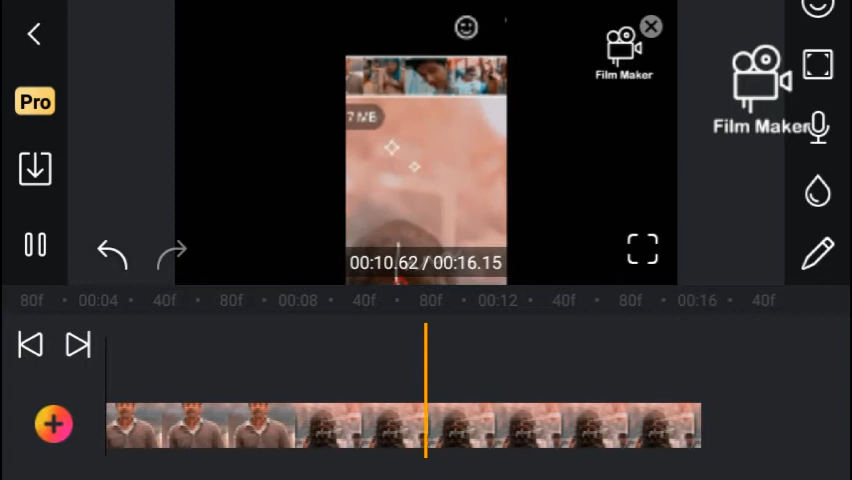 Pro
Film Maker
Film Maker
7 MB
00:10.62 / 00:16.15
80f • 00:04 • 40f • 80f • 00:08 • 40f • 80f • 00:12 • 40f • 80f • 00:16 • 40f